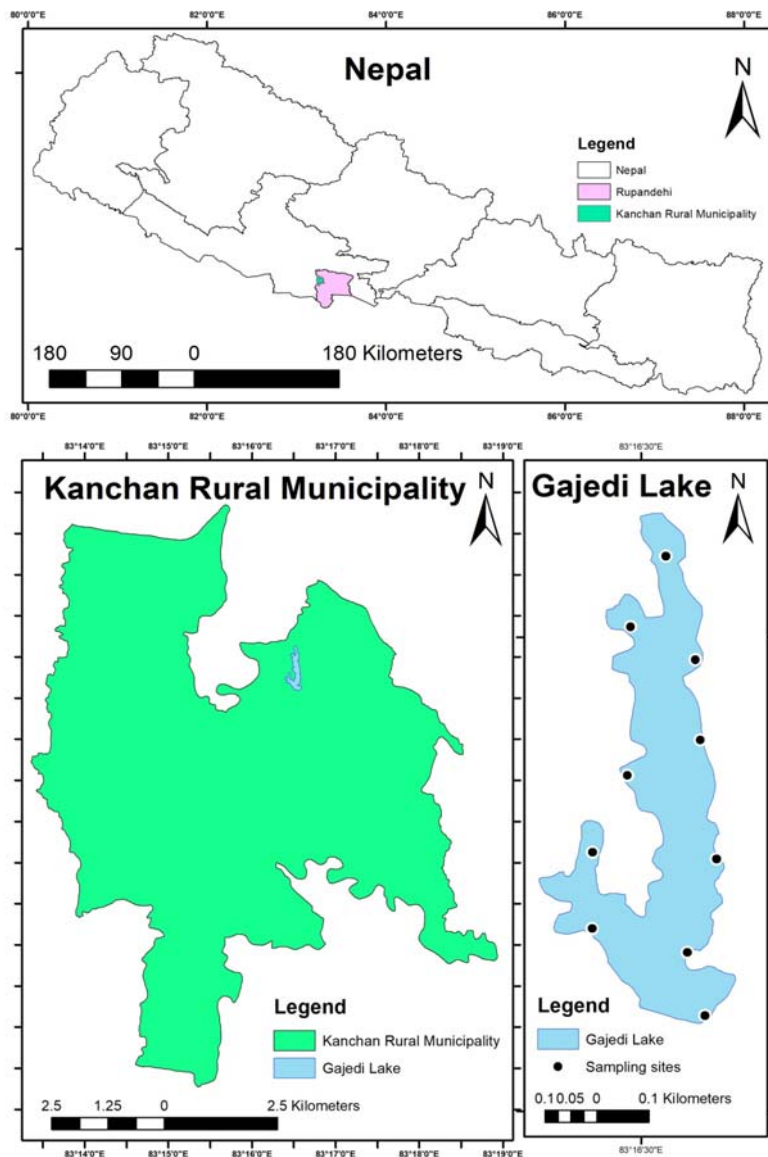 80°0'0"E 82°0'0"E 84°0'0"E 86°0'0"E 88°0'0"E
Nepal
N
Legend
Nepal
Rupandehi
Kanchan Rural Municipality
180 90 0 180 Kilometers
80°0'0"E 82°0'0"E 84°0'0"E 86°0'0"E 88°0'0"E
83°14'0"E 83°15'0"E 83°16'0"E 83°17'0"E 83°18'0"E 83°19'0"E
Kanchan Rural Municipality
N
Legend
Kanchan Rural Municipality
Gajedi Lake
2.5 1.25 0 2.5 Kilometers
83°14'0"E 83°15'0"E 83°16'0"E 83°17'0"E 83°18'0"E 83°19'0"E
83°16'30"E
Gajedi Lake
N
Legend
Gajedi Lake
Sampling sites
0.10.05 0 0.1 Kilometers
83°16'30"E